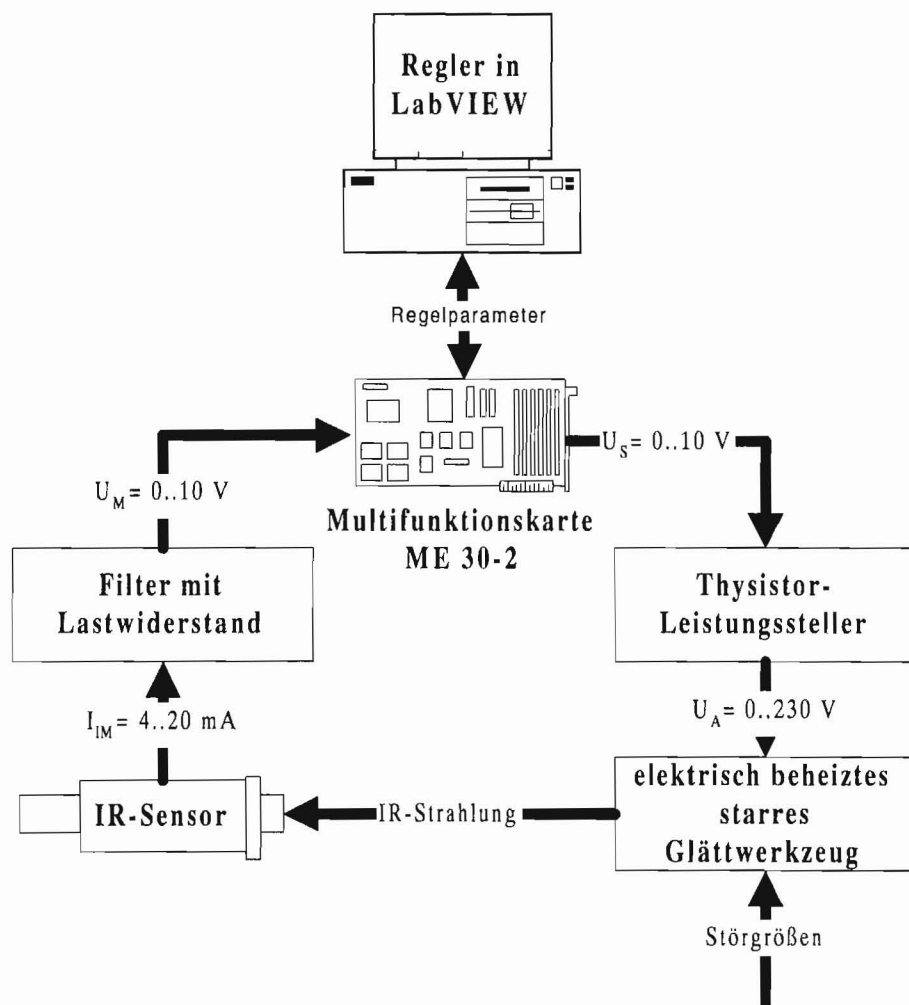 Regler in
LabVIEW
Regelparameter
U_S= 0..10 V
U_M= 0..10 V
Multifunktionskarte
ME 30-2
Filter mit
Lastwiderstand
Thysistor-
Leistungssteller
I_IM= 4..20 mA
U_A= 0..230 V
IR-Sensor
IR-Strahlung
elektrisch beheiztes
starres
Glättwerkzeug
Störgrößen